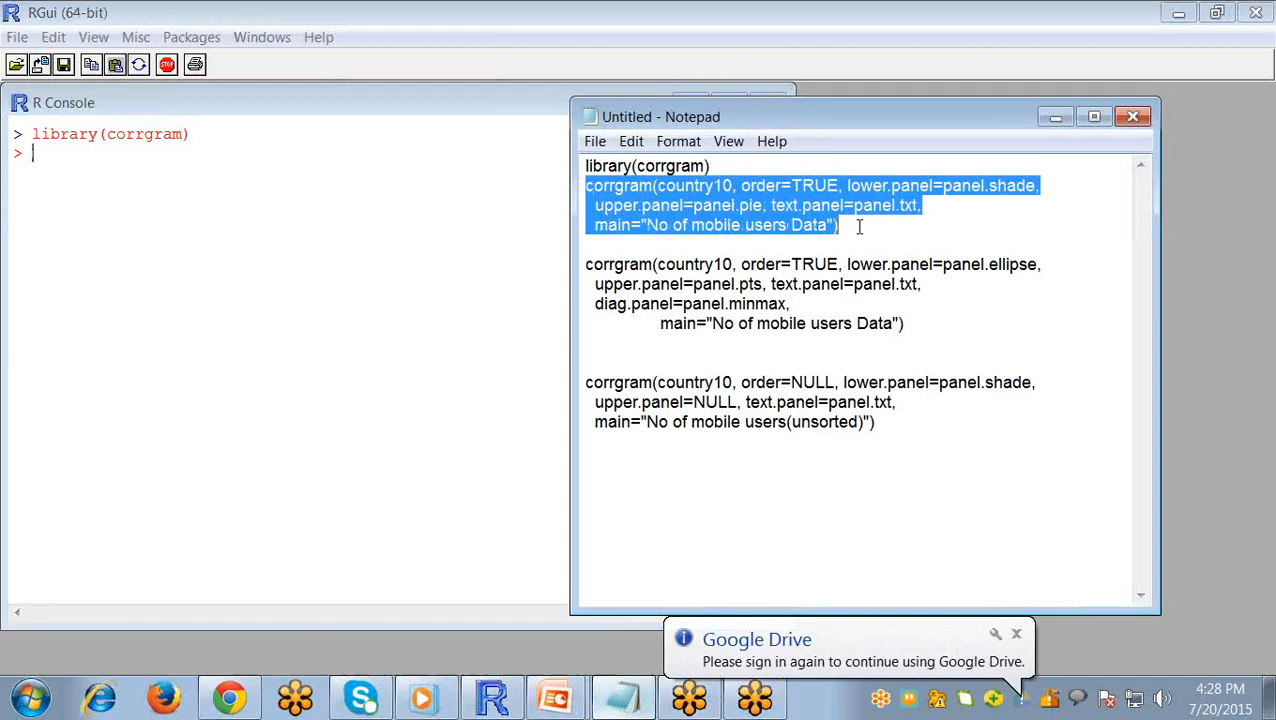 RGui (64-bit)
File Edit View Misc Packages Windows Help
STOP
R Console
> library(corrgram)
>
Untitled - Notepad
File Edit Format View Help
library(corrgram)
corrgram(country10, order=TRUE, lower.panel=panel.shade,
upper.panel=panel.pie, text.panel=panel.txt,
main="No of mobile users Data")
corrgram(country10, order=TRUE, lower.panel=panel.ellipse,
upper.panel=panel.pts, text.panel=panel.txt,
diag.panel=panel.minmax,
main="No of mobile users Data")
corrgram(country10, order=NULL, lower.panel=panel.shade,
upper.panel=NULL, text.panel=panel.txt,
main="No of mobile users(unsorted)")
Google Drive
Please sign in again to continue using Google Drive.
4:28 PM
7/20/2015